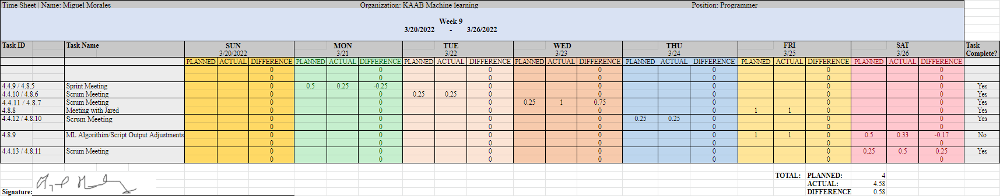 Time Sheet | Name: Miguel Morales Organization: KAAB Machine learning Position: Programmer
Week 9
3/20/2022 - 3/26/2022
Task ID Task Name SUN MON TUE WED THU FRI SAT Task
3/20/2022 3/21 3/22 3/23 3/24 3/25 3/26 Complete?
PLANNED ACTUAL DIFFERENCE PLANNED ACTUAL DIFFERENCE PLANNED ACTUAL DIFFERENCE PLANNED ACTUAL DIFFERENCE PLANNED ACTUAL DIFFERENCE PLANNED ACTUAL DIFFERENCE PLANNED ACTUAL DIFFERENCE
0 0 0 0 0 0 0
0 0 0 0 0 0 0
4.4.9 / 4.8.5 Sprint Meeting 0 0.5 0.25 -0.25 0 0 0 0 0 Yes
4.4.10 / 4.8.6 Scrum Meeting 0 0 0.25 0.25 0 0 0 0 0 Yes
4.4.11 / 4.8.7 Scrum Meeting 0 0 0 0.25 1 0.75 0 0 0 Yes
4.8.8 Meeting with Jared 0 0 0 0 0 1 1 0 0 Yes
4.4.12 / 4.8.10 Scrum Meeting 0 0 0 0 0.25 0.25 0 0 0 Yes
0 0 0 0 0 0 0
4.8.9 ML Algorithim/Script Output Adjustments 0 0 0 0 0 1 1 0 0.5 0.33 -0.17 No
0 0 0 0 0 0 0
4.4.13 / 4.8.11 Scrum Meeting 0 0 0 0 0 0 0.25 0.5 0.25 Yes
0 0 0 0 0 0 0
TOTAL: PLANNED: 4
ACTUAL: 4.58
Signature: DIFFERENCE 0.58